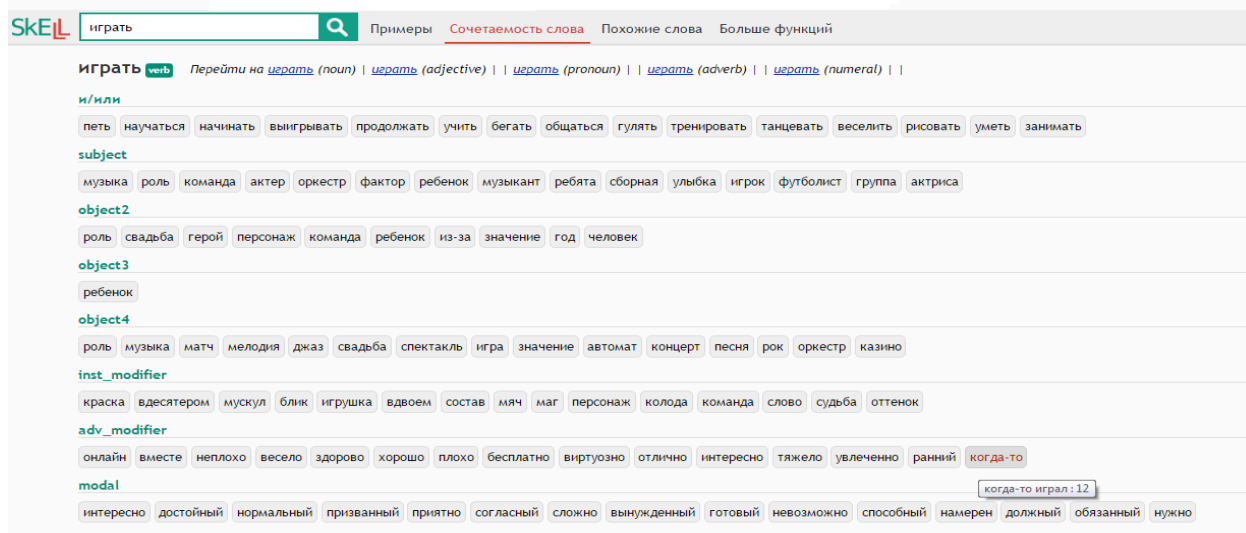 SkELL играть Примеры Сочетаемость слова Похожие слова Больше функций
играть verb Перейти на играть (noun) | играть (adjective) | | играть (pronoun) | | играть (adverb) | | играть (numeral) | |
и/или
петь научаться начинать выигрывать продолжать учить бегать общаться гулять тренировать танцевать веселить рисовать уметь занимать
subject
музыка роль команда актер оркестр фактор ребенок музыкант ребята сборная улыбка игрок футболист группа актриса
object2
роль свадьба герой персонаж команда ребенок из-за значение год человек
object3
ребенок
object4
роль музыка матч мелодия джаз свадьба спектакль игра значение автомат концерт песня рок оркестр казино
inst_modifier
краска вдесятером мускул блик игрушка вдвоем состав мяч маг персонаж колода команда слово судьба оттенок
adv_modifier
онлайн вместе неплохо весело здорово хорошо плохо бесплатно виртуозно отлично интересно тяжело увлеченно ранний когда-то
modal
когда-то играл : 12
интересно достойный нормальный призванный приятно согласный сложно вынужденный готовый невозможно способный намерен должный обязанный нужно